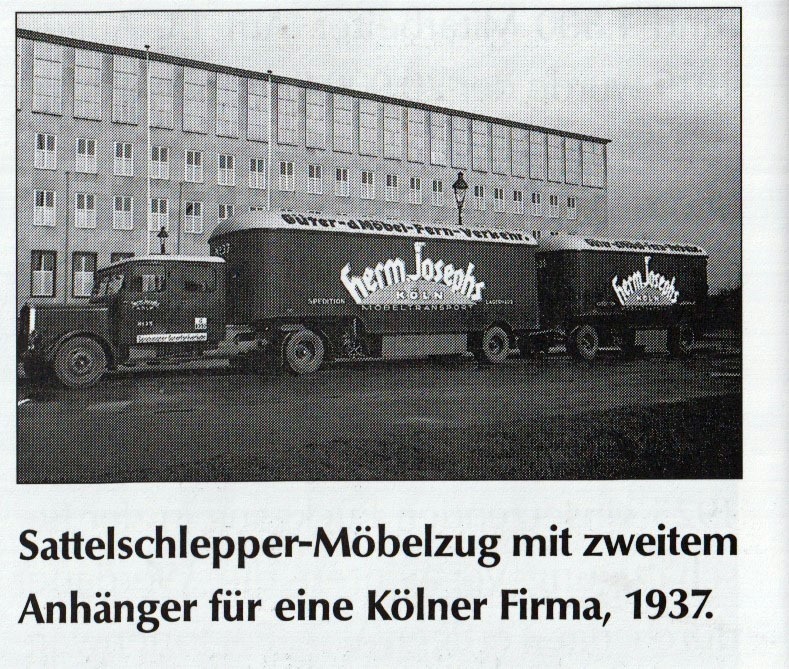 Güter-&Möbel-Fern-Verkehr.
Herm Josephs
KÖLN
SPEDITION
LAGERHAUS
MÖBELTRANSPORT
Herm Josephs
KÖLN
Sattelschlepper-Möbelzug mit zweitem
Anhänger für eine Kölner Firma, 1937.